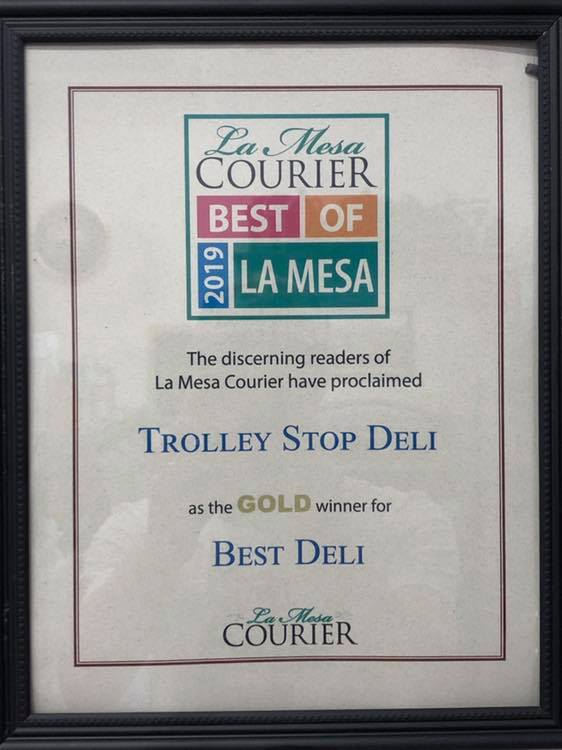 La Mesa
COURIER
BEST OF
2019 LA MESA
The discerning readers of
La Mesa Courier have proclaimed
TROLLEY STOP DELI
as the GOLD winner for
BEST DELI
La Mesa
COURIER